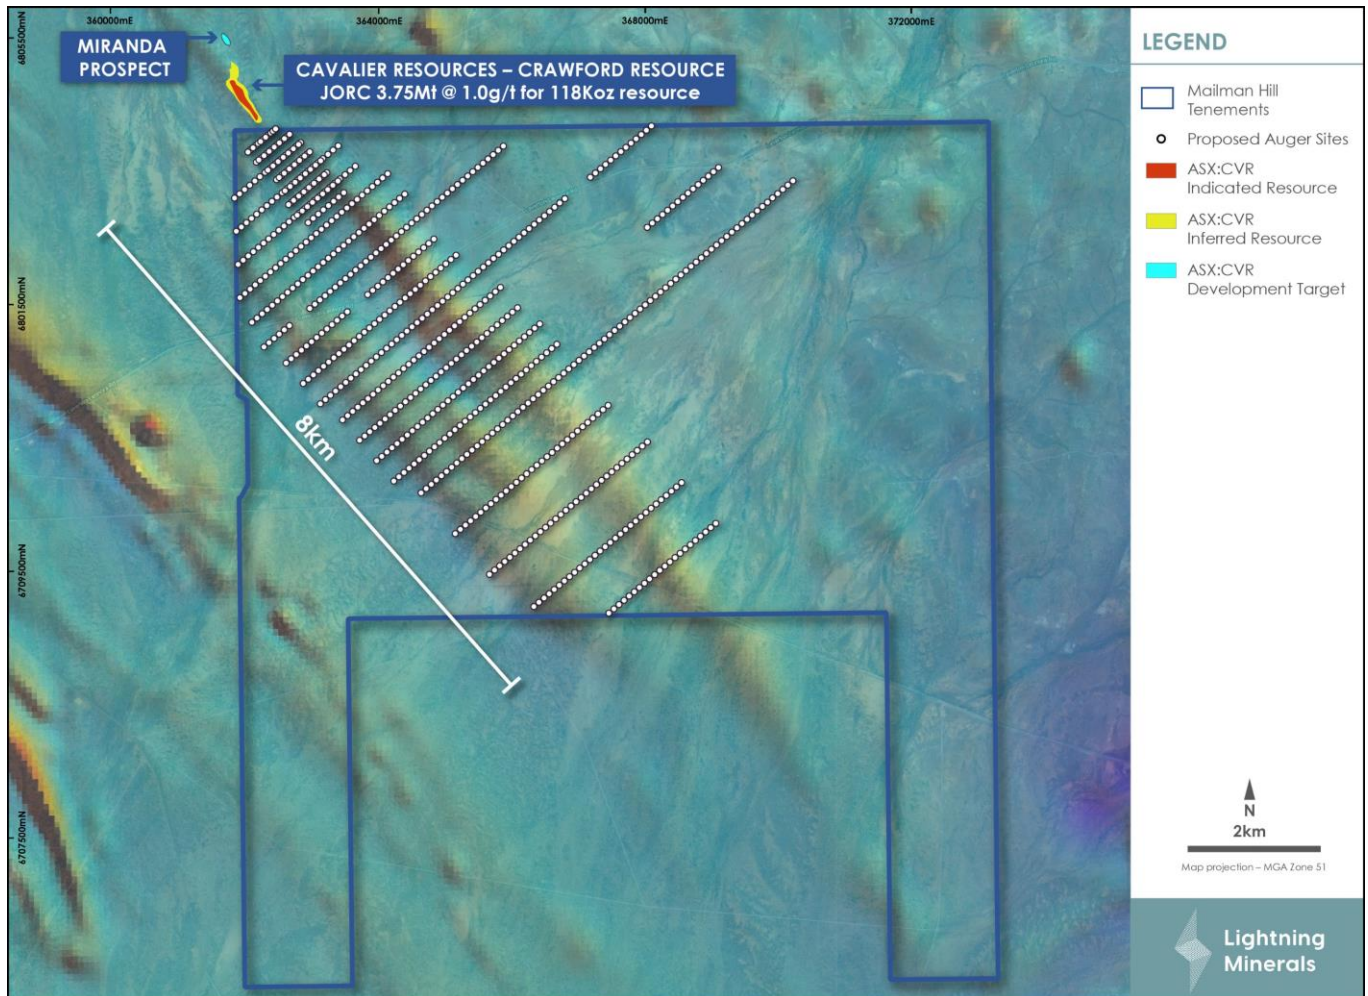 360000mE
364000mE
368000mE
372000mE
6805500mN
6801500mN
6709500mN
6707500mN
MIRANDA
PROSPECT
CAVALIER RESOURCES – CRAWFORD RESOURCE
JORC 3.75Mt @ 1.0g/t for 118Koz resource
8km
LEGEND
Mailman Hill
Tenements
Proposed Auger Sites
ASX:CVR
Indicated Resource
ASX:CVR
Inferred Resource
ASX:CVR
Development Target
N
2km
Map projection – MGA Zone 51
Lightning
Minerals